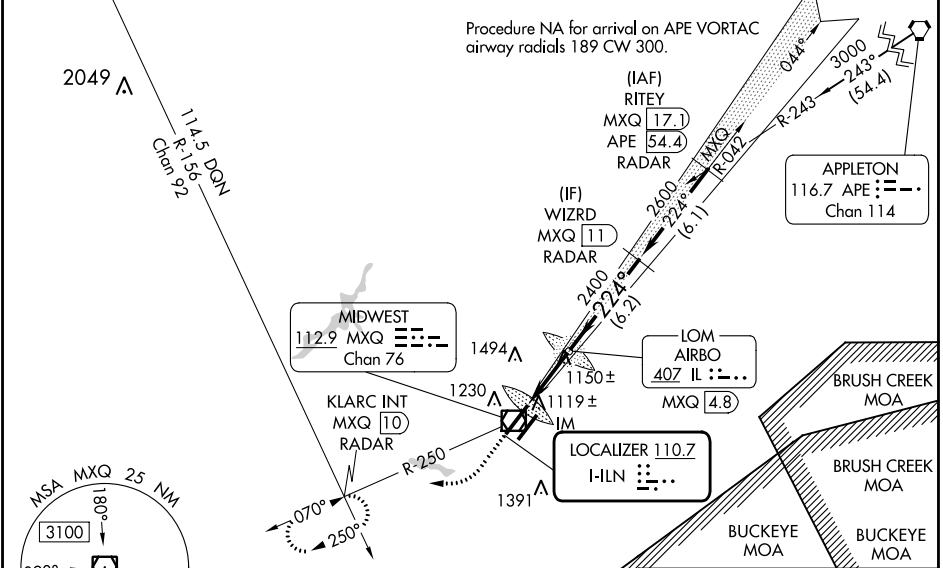 Procedure NA for arrival on APE VORTAC
airway radials 189 CW 300.
2049
114.5 DQN
R-156
Chan 92
(IAF)
RITEY
MXQ 17.1
APE 54.4
RADAR
044°
3000
243°
(54.4)
R-243
MXQ
R-042
APPLETON
116.7 APE
Chan 114
2600
224°
(6.1)
(IF)
WIZRD
MXQ 11
RADAR
2400
224°
(6.2)
MIDWEST
112.9 MXQ
Chan 76
1494
1150 ±
LOM
AIRBO
407 IL
MXQ 4.8
1230
1119 ±
IM
KLARC INT
MXQ 10
RADAR
R-250
LOCALIZER 110.7
I-ILN
1391
070°
250°
BRUSH CREEK
MOA
BRUSH CREEK
MOA
BUCKEYE
MOA
BUCKEYE
MOA
MSA MXQ 25 NM
180°
3100